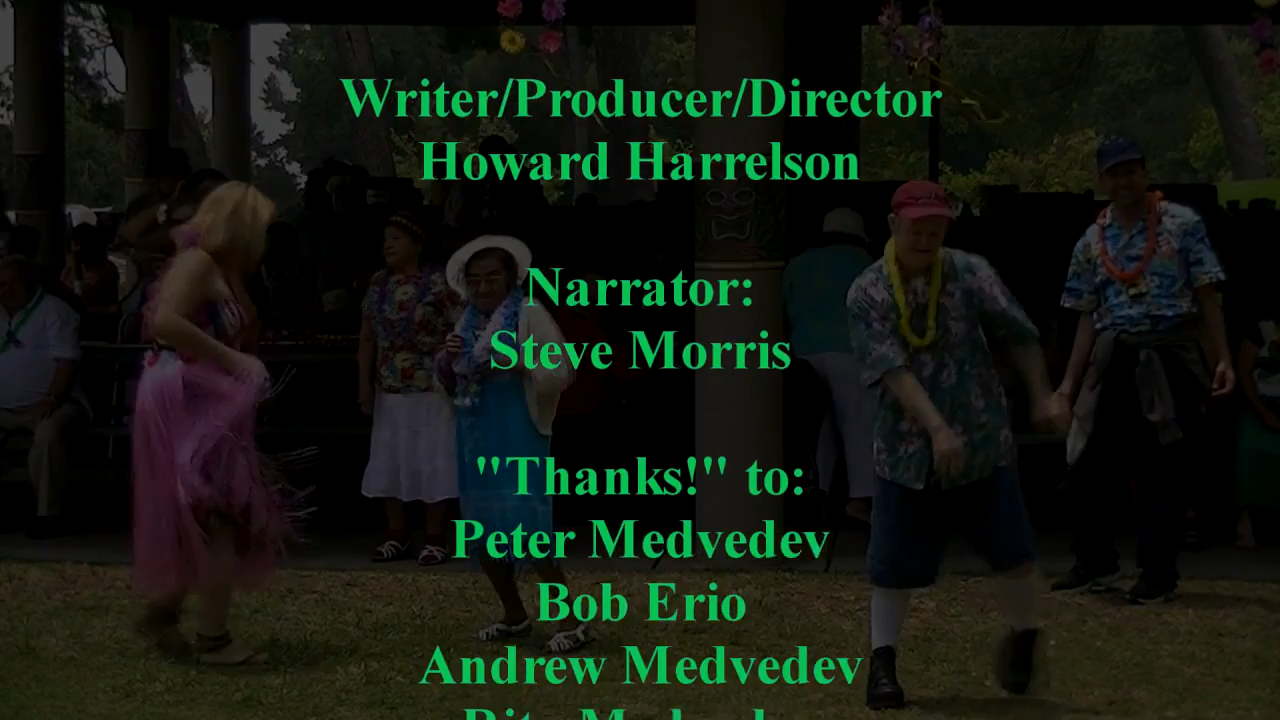 Writer/Producer/Director
Howard Harrelson
Narrator:
Steve Morris
"Thanks!" to:
Peter Medvedev
Bob Erio
Andrew Medvedev